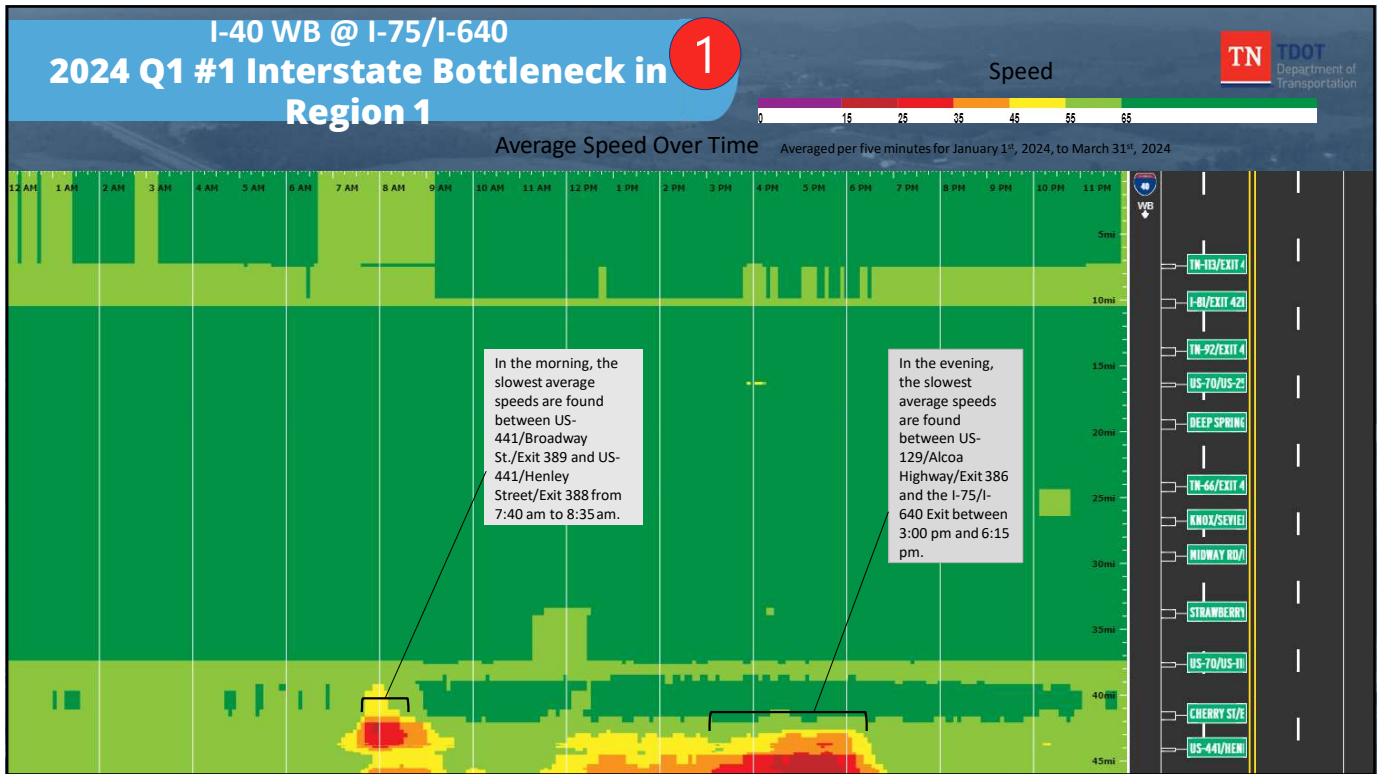 I-40 WB @ I-75/I-640
2024 Q1 #1 Interstate Bottleneck in
Region 1
1
Speed
TN TDOT
Department of
Transportation
0 15 25 35 45 55 65
Average Speed Over Time
Averaged per five minutes for January 1st, 2024, to March 31st, 2024
12 AM 1 AM 2 AM 3 AM 4 AM 5 AM 6 AM 7 AM 8 AM 9 AM 10 AM 11 AM 12 PM 1 PM 2 PM 3 PM 4 PM 5 PM 6 PM 7 PM 8 PM 9 PM 10 PM 11 PM
40
WB
5mi
10mi
15mi
20mi
25mi
30mi
35mi
40mi
45mi
TN-113/EXIT 4
I-81/EXIT 421
TN-92/EXIT 4
US-70/US-25
DEEP SPRING
TN-66/EXIT 4
KNOX/SEVIE
MIDWAY RD/
STRAWBERRY
US-70/US-11
CHERRY ST/E
US-441/HEN
In the morning, the
slowest average
speeds are found
between US-
441/Broadway
St./Exit 389 and US-
441/Henley
Street/Exit 388 from
7:40 am to 8:35 am.
In the evening,
the slowest
average speeds
are found
between US-
129/Alcoa
Highway/Exit 386
and the I-75/I-
640 Exit between
3:00 pm and 6:15
pm.